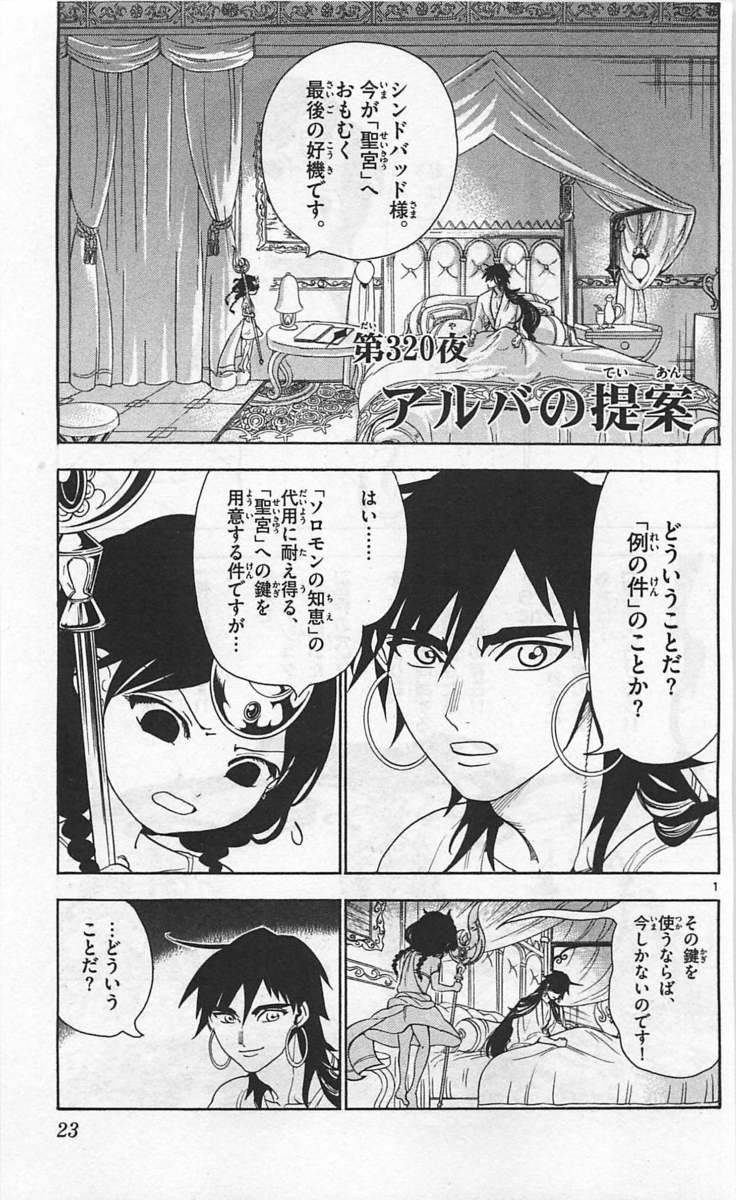 シンドバッド様。
今が「聖宮」へ
おもむく
最後の好機です。
第320夜
アルバの提案
どういうことだ？
「例の件」のことか？
はい……
「ソロモンの知恵」の
代用に耐え得る、
「聖宮」への鍵を
用意する件ですが…
1
その鍵を
使うならば、
今しかないのです！
…どういう
ことだ？
23